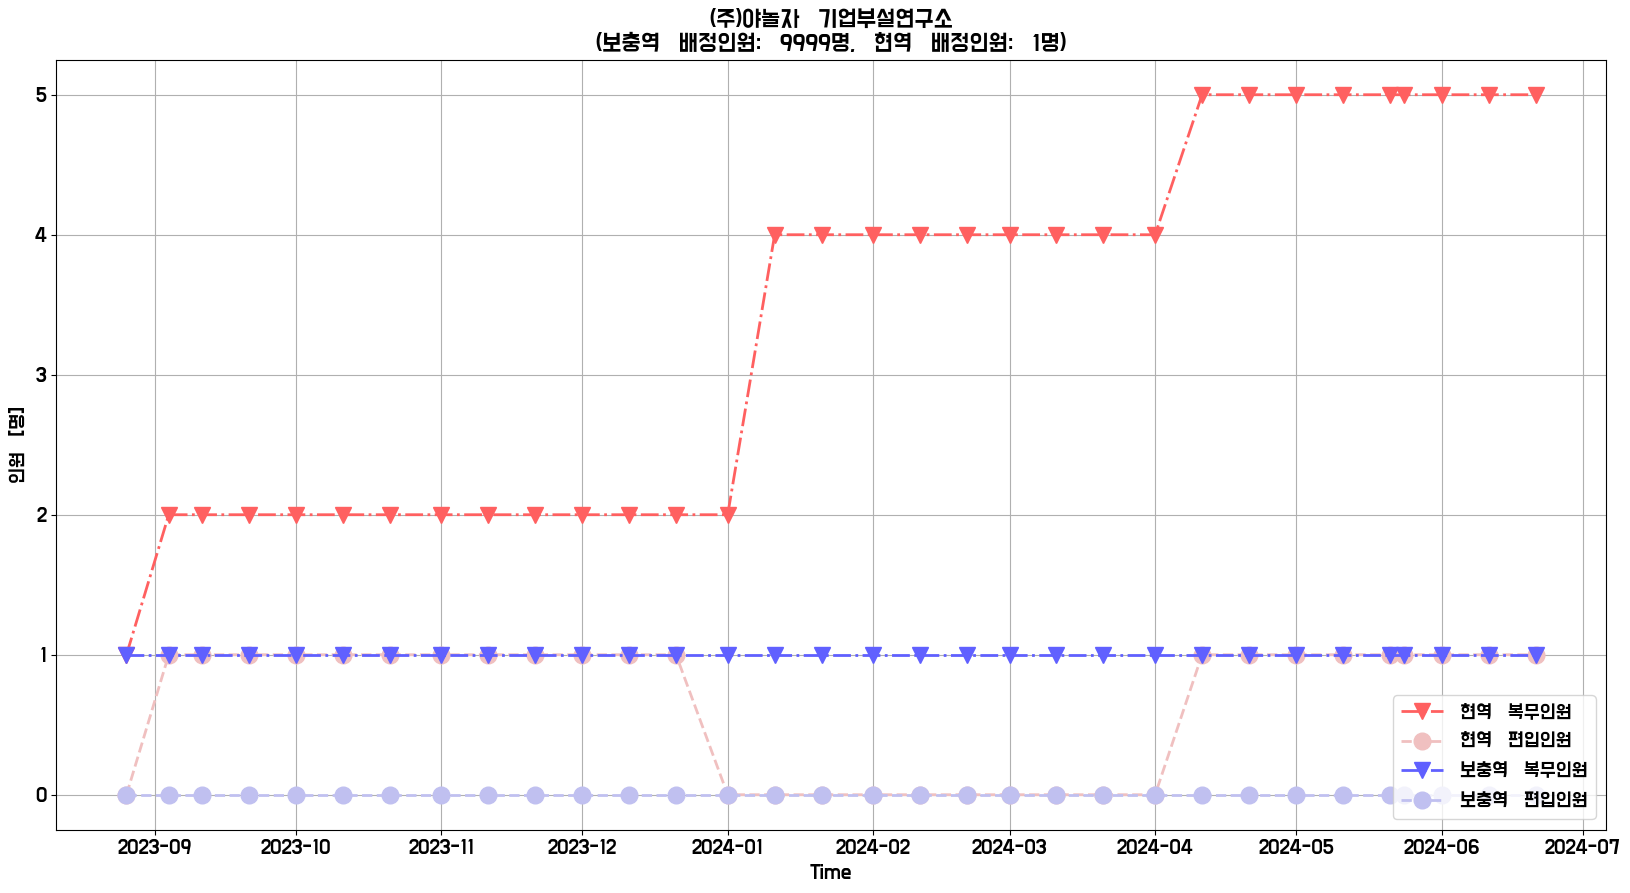 (주)야놀자 기업부설연구소
(보충역 배정인원: 9999명, 현역 배정인원: 1명)
인원 [명]
5
4
3
2
1
0
현역 복무인원
현역 편입인원
보충역 복무인원
보충역 편입인원
2023-09 2023-10 2023-11 2023-12 2024-01 2024-02 2024-03 2024-04 2024-05 2024-06 2024-07
Time